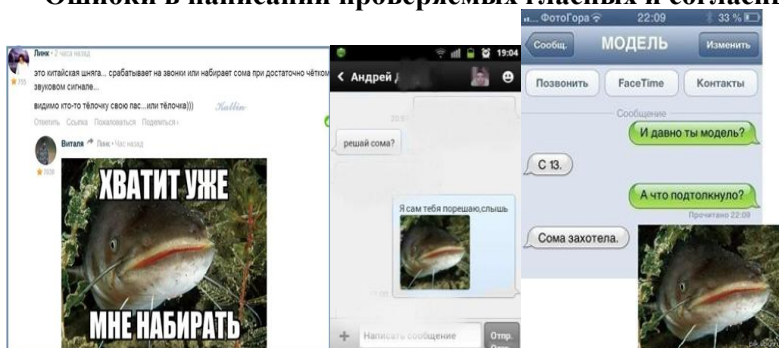 Ошибки в написании проверяемых гласных и согласн
Линк • 2 часа назад
это китайская шняга... срабатывает на звонки или набирает сома при достаточно чётком
звуковом сигнале...
видимо кто-то тёлочку свою пас...или тёлочка)))
Ответить Ссылка Пожаловаться Поделиться
Виталя Линк • Час назад
ХВАТИТ УЖЕ
МНЕ НАБИРАТЬ
19:04
Андрей
решай сома?
Я сам тебя порешаю,слышь
Написать сообщение
Отпр.
ФотоГора 22:09 33 %
Сообщ. МОДЕЛЬ Изменить
Позвонить FaceTime Контакты
Сообщение
И давно ты модель?
С 13.
А что подтолкнуло?
Прочитано 22:09
Сома захотела.